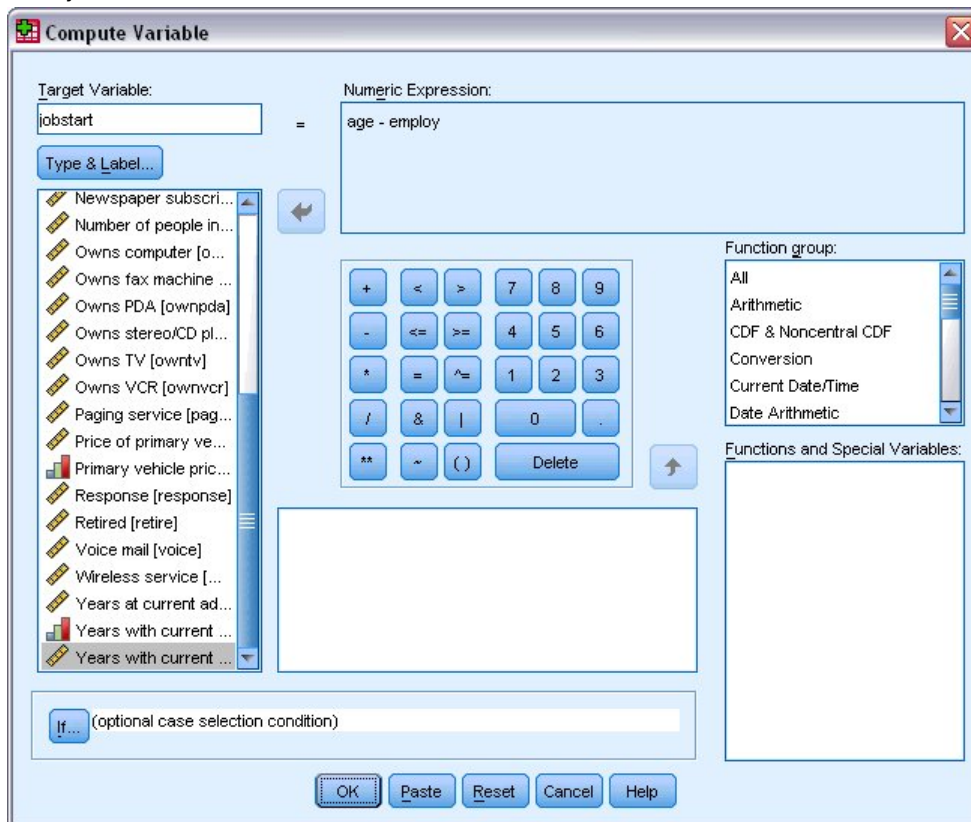 Compute Variable
Target Variable:
jobstart
=
Numeric Expression:
age - employ
Type & Label...
Newspaper subscri...
Number of people in...
Owns computer [o...
Owns fax machine ...
Owns PDA [ownpda]
Owns stereo/CD pl...
Owns TV [owntv]
Owns VCR [ownvcr]
Paging service [pag...
Price of primary ve...
Primary vehicle pric...
Response [response]
Retired [retire]
Voice mail [voice]
Wireless service [...
Years at current ad...
Years with current ...
Years with current ...
+ < > 7 8 9
- <= >= 4 5 6
* = ~= 1 2 3
/ & | 0 .
** ~ ( ) Delete
Function group:
All
Arithmetic
CDF & Noncentral CDF
Conversion
Current Date/Time
Date Arithmetic
Functions and Special Variables:
If... (optional case selection condition)
OK Paste Reset Cancel Help